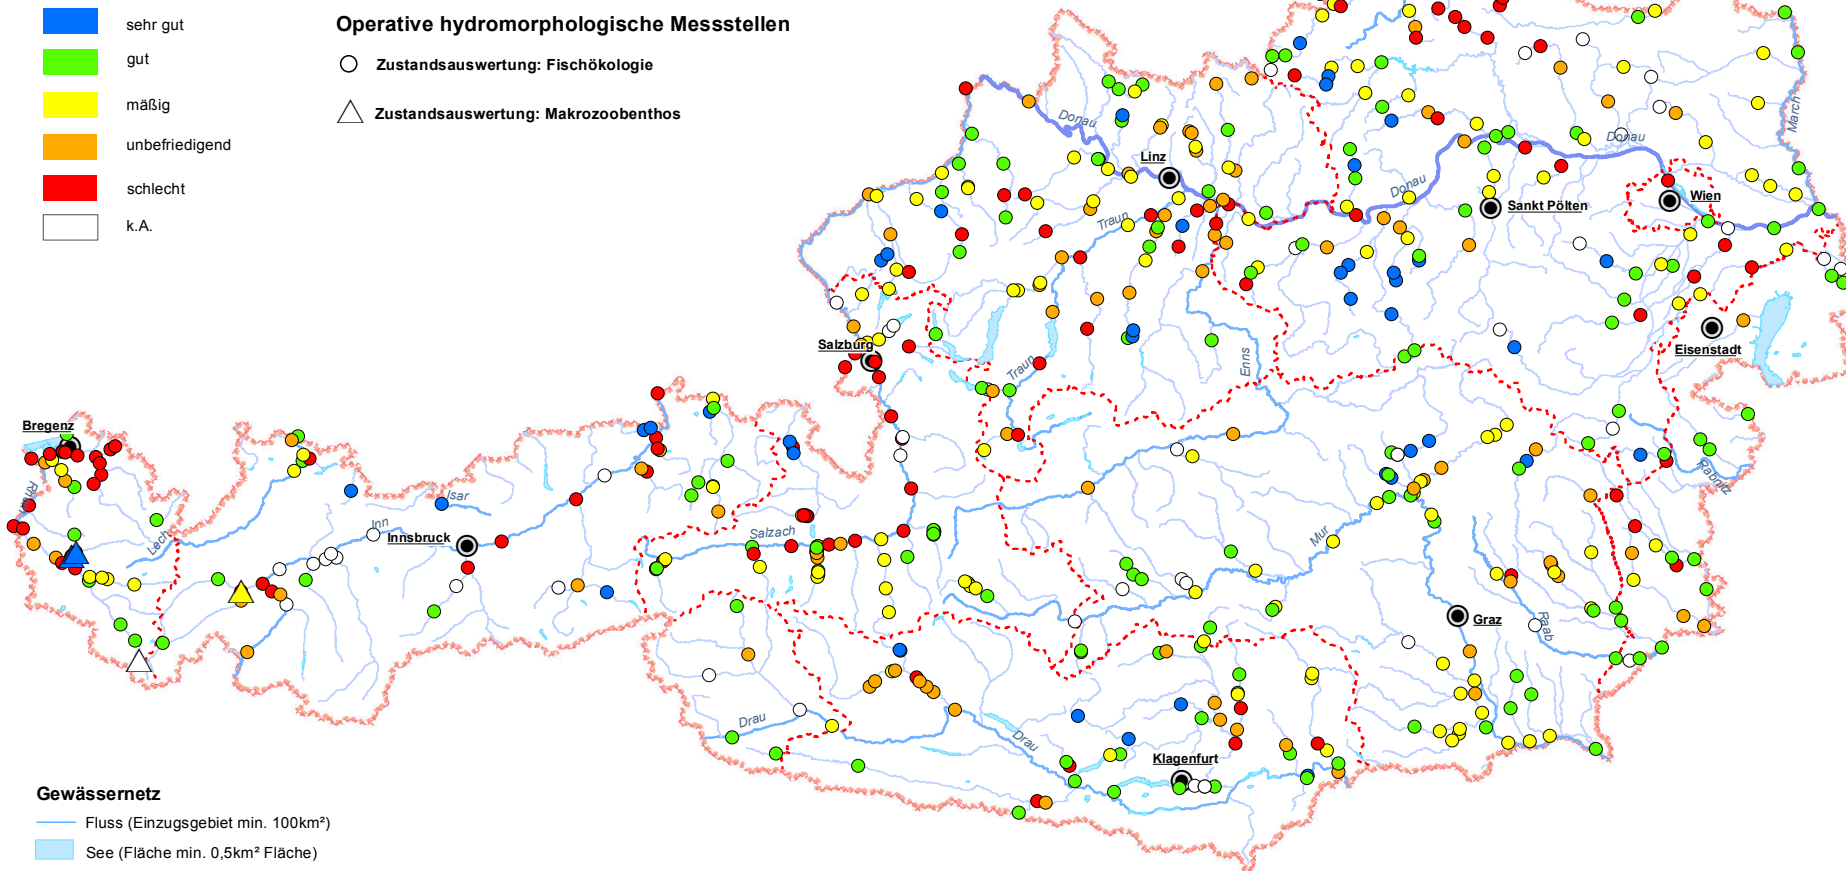 sehr gut
gut
mäßig
unbefriedigend
schlecht
k.A.
Operative hydromorphologische Messstellen
Zustandsauswertung: Fischökologie
Zustandsauswertung: Makrozoobenthos
Donau
Linz
Traun
Donau
Sankt Pölten
Donau
Wien
March
Salzburg
Traun
Enns
Eisenstadt
Bregenz
Rhein
Lech
Isar
Inn
Innsbruck
Salzach
Mur
Rabnitz
Graz
Raab
Drau
Drau
Klagenfurt
Gewässernetz
Fluss (Einzugsgebiet min. 100km²)
See (Fläche min. 0,5km² Fläche)